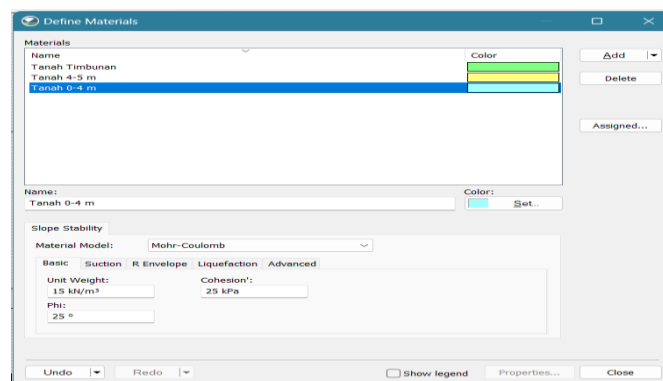 Define Materials
Materials
Name Color
Add
Tanah Timbunan
Tanah 4-5 m
Delete
Tanah 0-4 m
Assigned...
Name: Color:
Tanah 0-4 m Set...
Slope Stability
Material Model: Mohr-Coulomb
Basic Suction R Envelope Liquefaction Advanced
Unit Weight: Cohesion':
15 kN/m³ 25 kPa
Phi:
25 °
Undo Redo Show legend Properties... Close